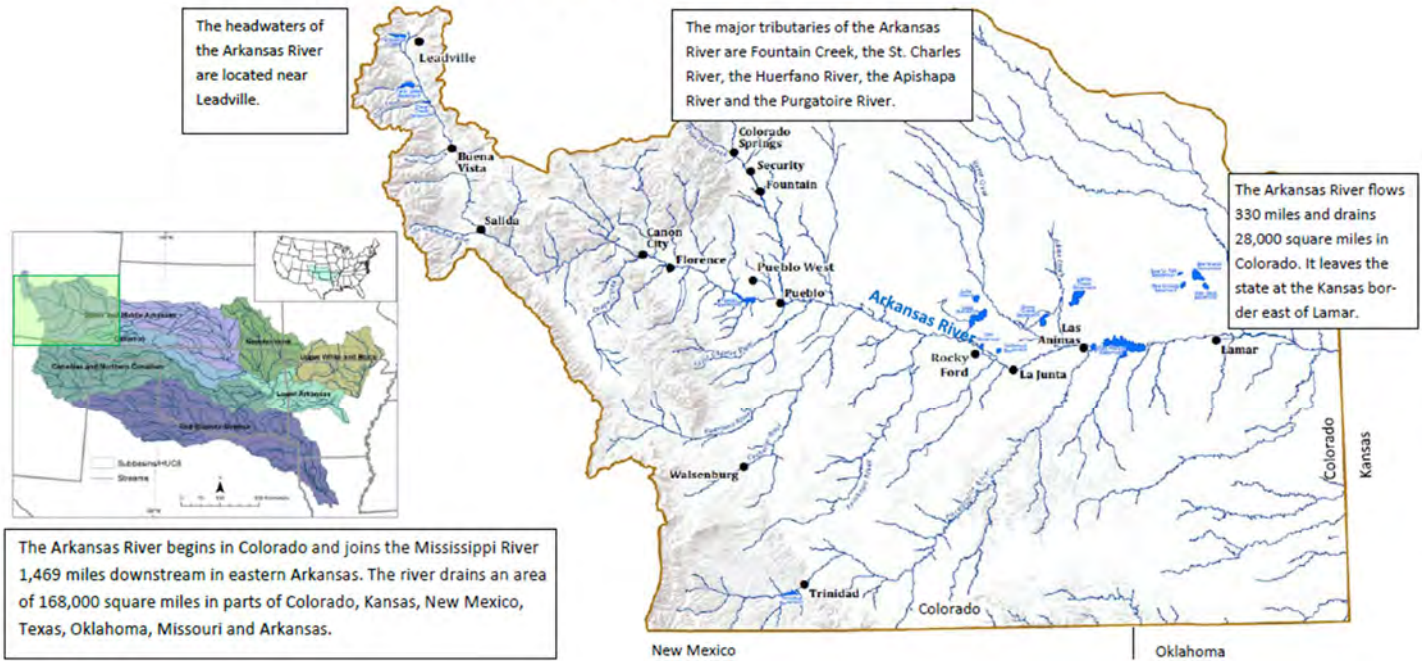 The headwaters of
the Arkansas River
are located near
Leadville.
The major tributaries of the Arkansas
River are Fountain Creek, the St. Charles
River, the Huerfano River, the Apishapa
River and the Purgatoire River.
The Arkansas River flows
330 miles and drains
28,000 square miles in
Colorado. It leaves the
state at the Kansas bor-
der east of Lamar.
Leadville
Buena
Vista
Salida
Colorado
Springs
Security
Fountain
Canon
City
Florence
Pueblo West
Pueblo
Arkansas River
Rocky
Ford
La Junta
Las
Animas
Lamar
Walsenburg
Trinidad
Colorado
Kansas
Colorado
New Mexico
Oklahoma
Upper White and Black
Lower Arkansas
Subbasins/HUC8
Streams
N
The Arkansas River begins in Colorado and joins the Mississippi River
1,469 miles downstream in eastern Arkansas. The river drains an area
of 168,000 square miles in parts of Colorado, Kansas, New Mexico,
Texas, Oklahoma, Missouri and Arkansas.